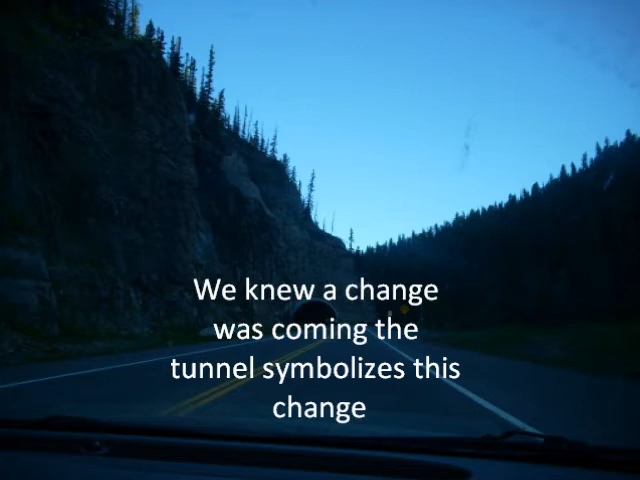 We knew a change
was coming the
tunnel symbolizes this
change